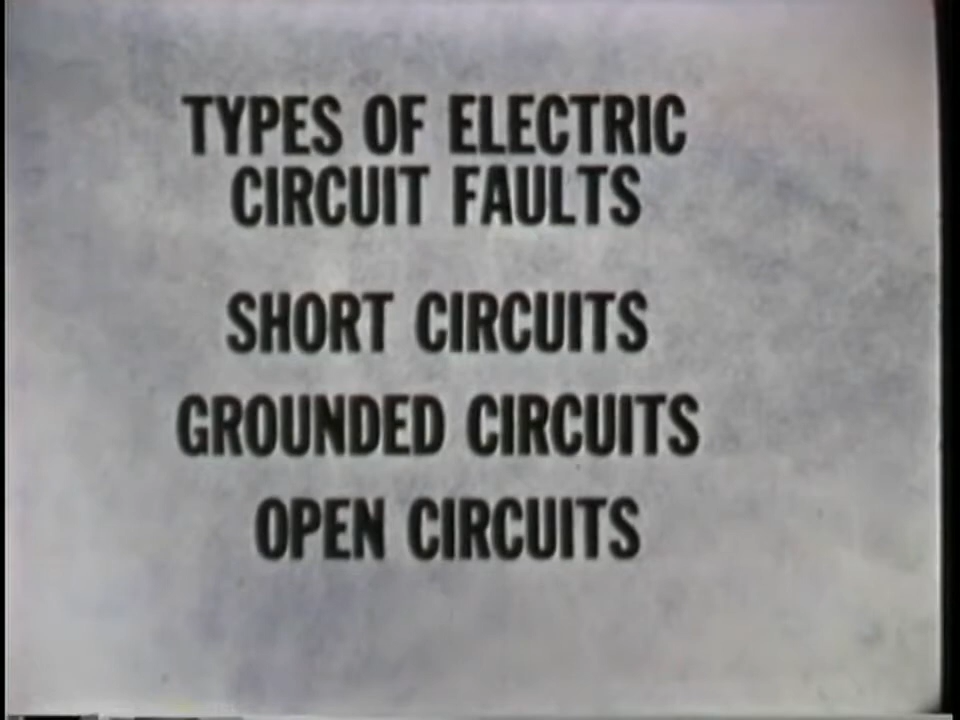 TYPES OF ELECTRIC
CIRCUIT FAULTS
SHORT CIRCUITS
GROUNDED CIRCUITS
OPEN CIRCUITS